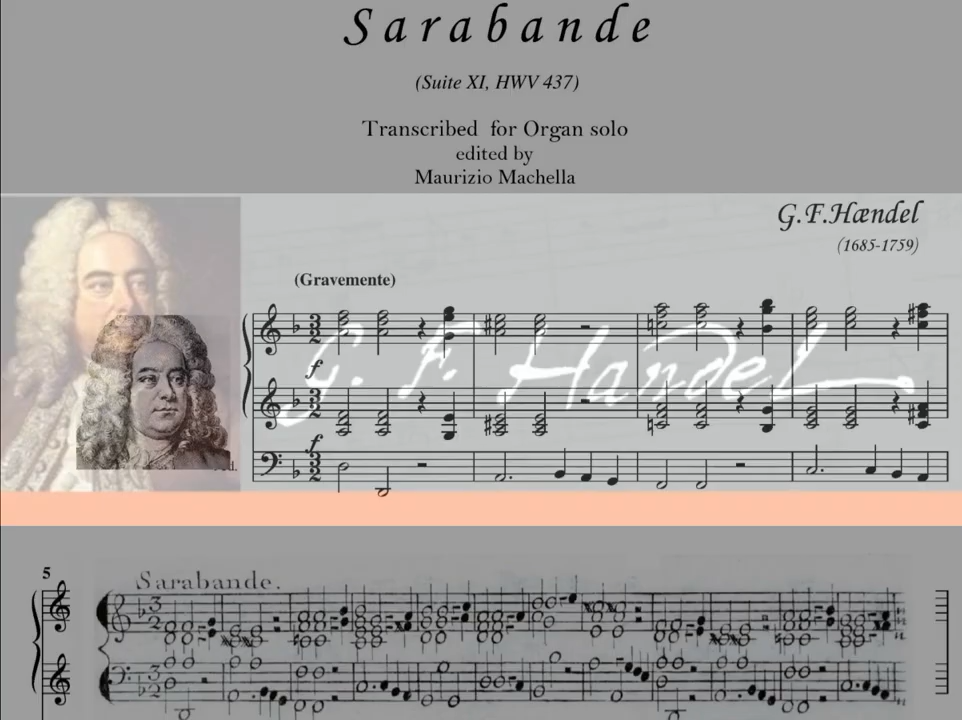 Sarabande
(Suite XI, HWV 437)
Transcribed for Organ solo
edited by
Maurizio Machella
G.F.Hændel
(1685-1759)
(Gravemente)
f
G. F. Handel
f
5
Sarabande.